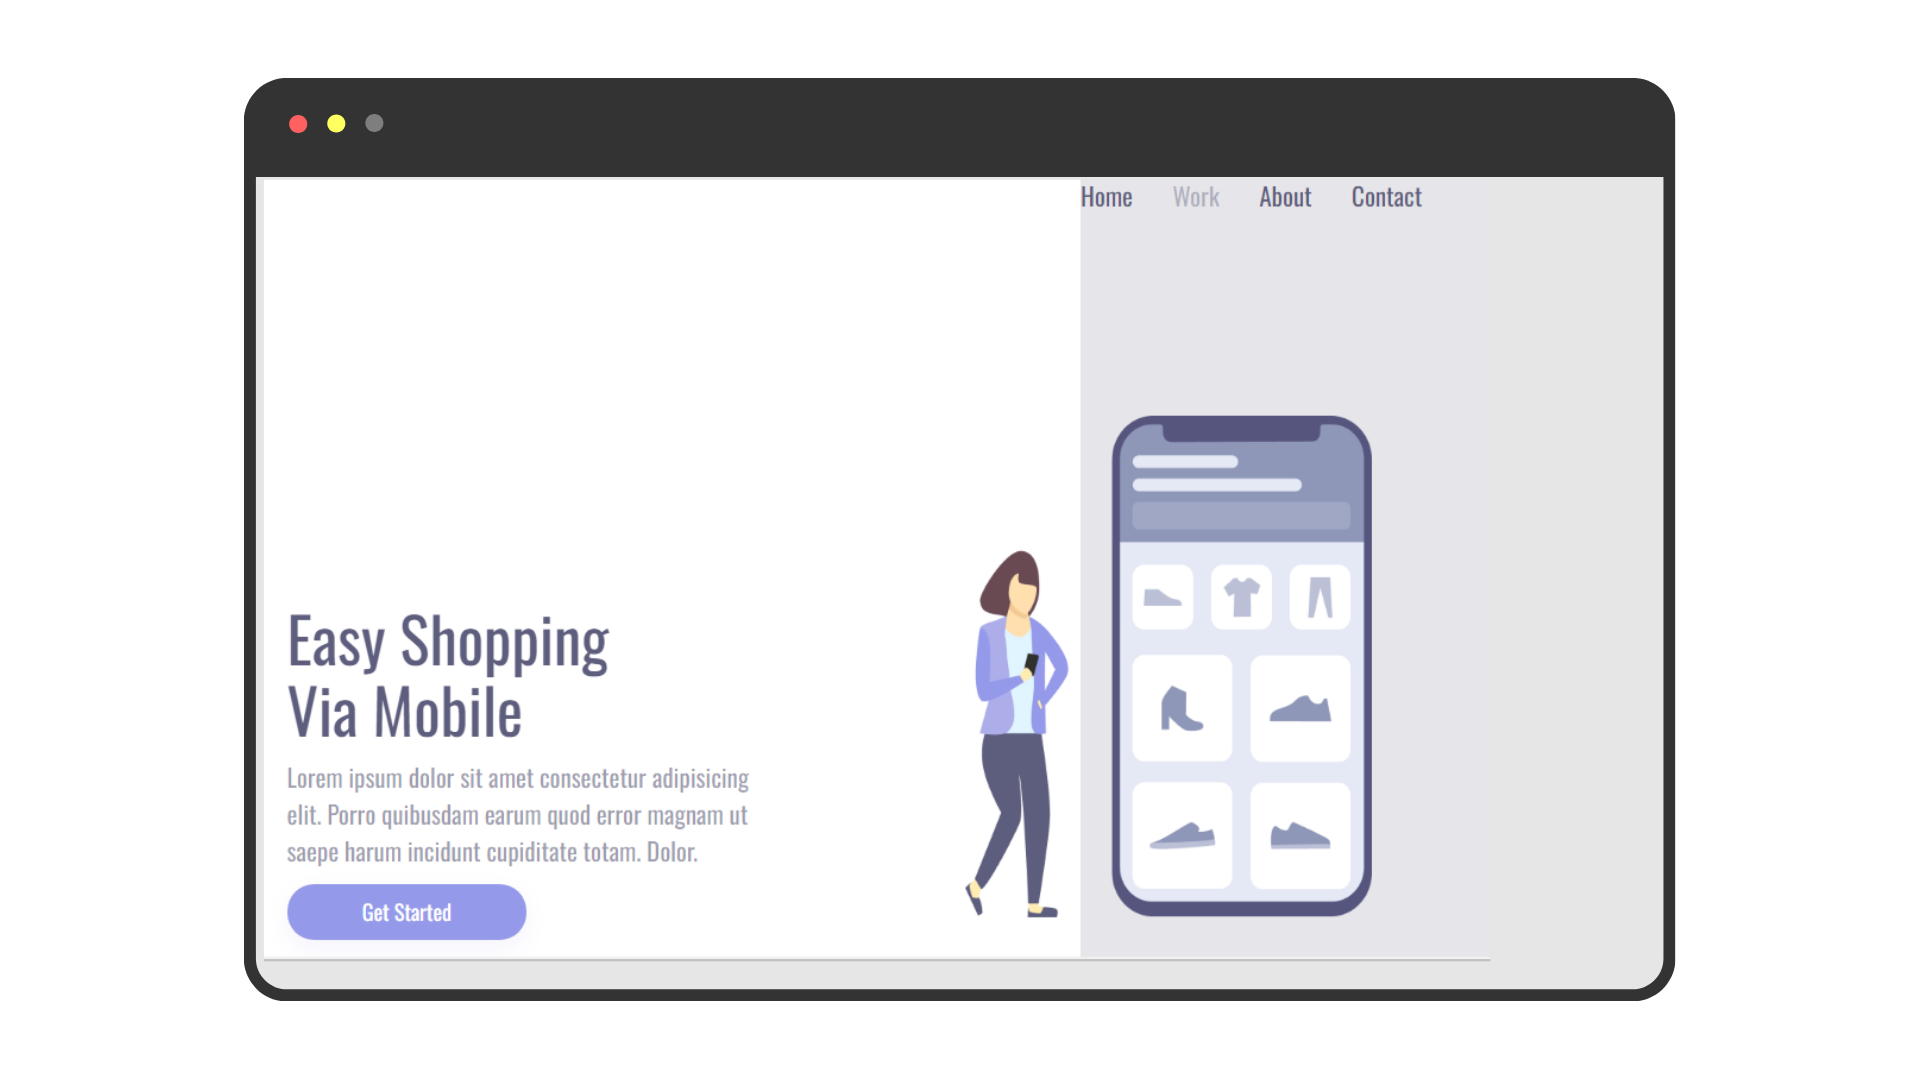 Home Work About Contact
Easy Shopping
Via Mobile
Lorem ipsum dolor sit amet consectetur adipisicing
elit. Porro quibusdam earum quod error magnam ut
saepe harum incidunt cupiditate totam. Dolor.
Get Started